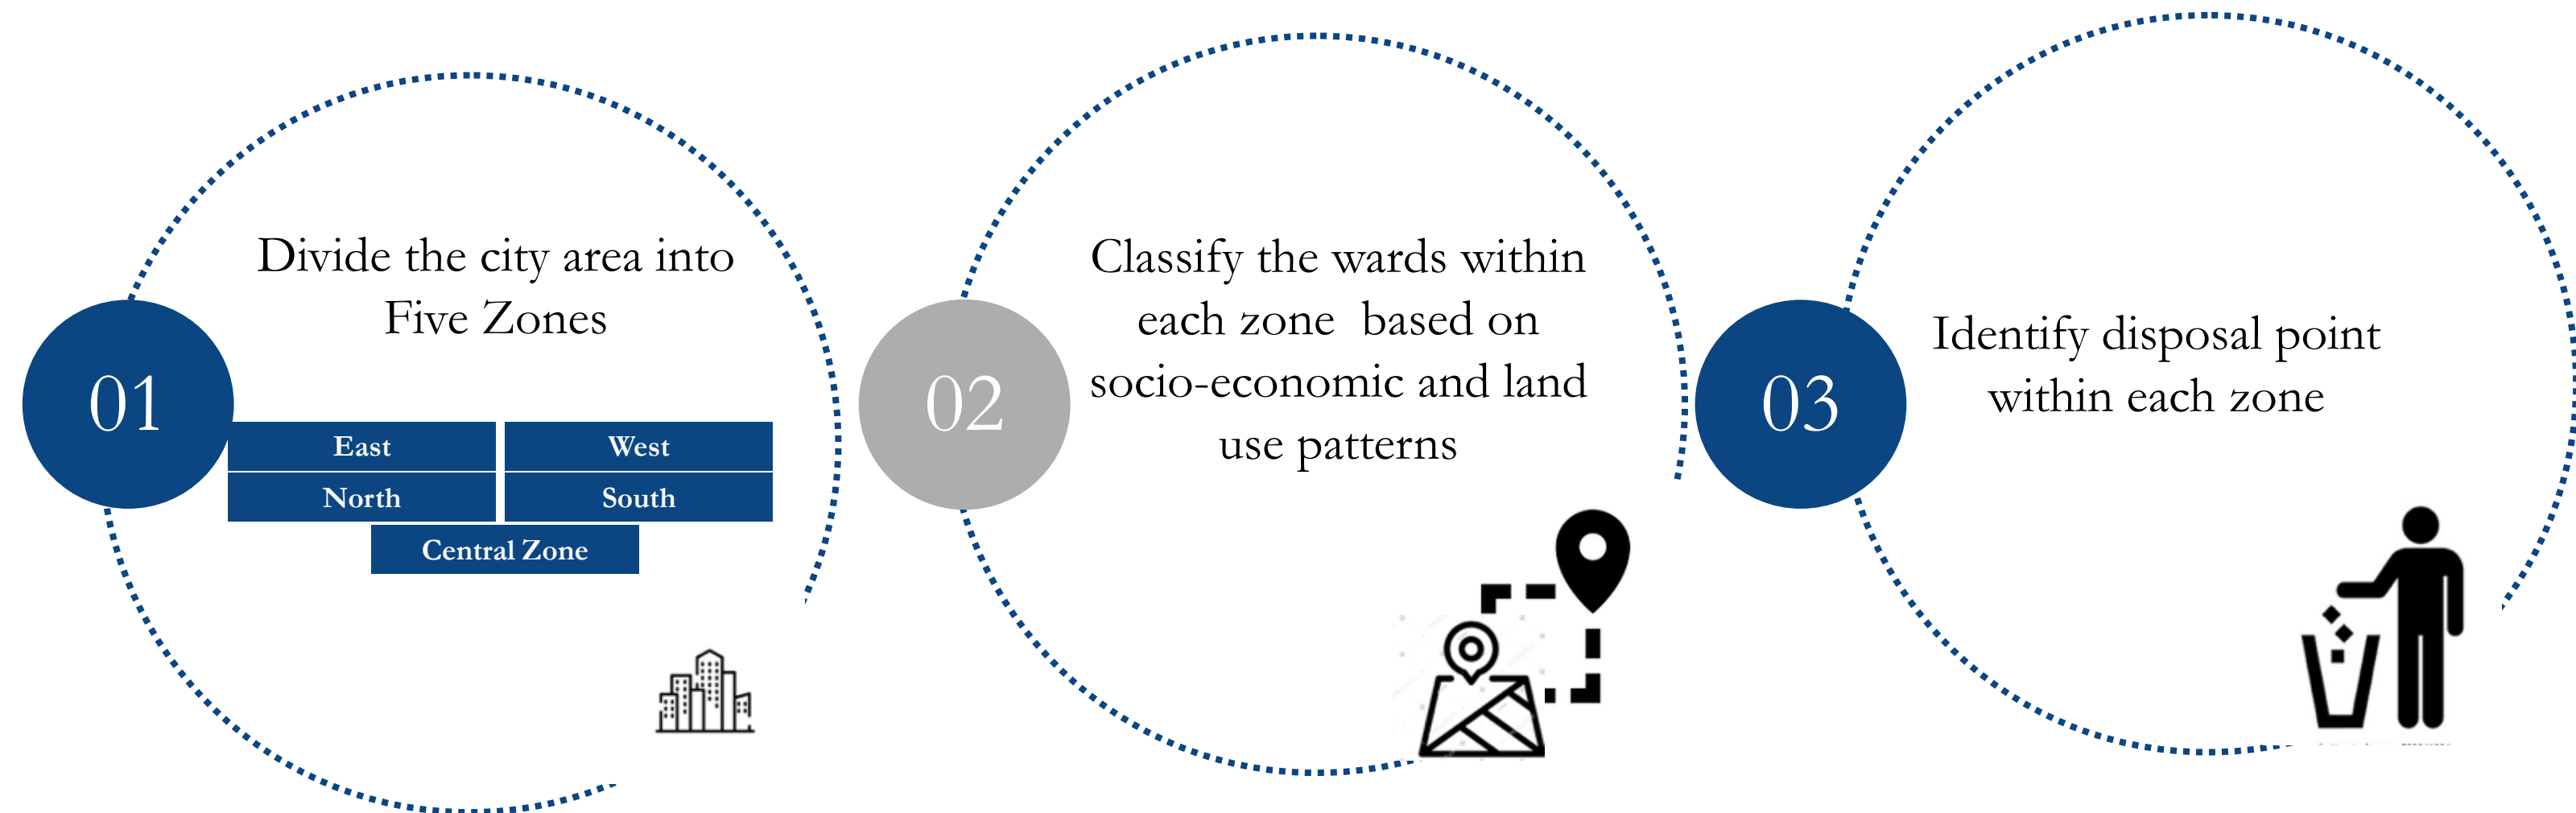 01
Divide the city area into
Five Zones
East
West
North
South
Central Zone
02
Classify the wards within
each zone  based on
socio-economic and land
use patterns
03
Identify disposal point
within each zone